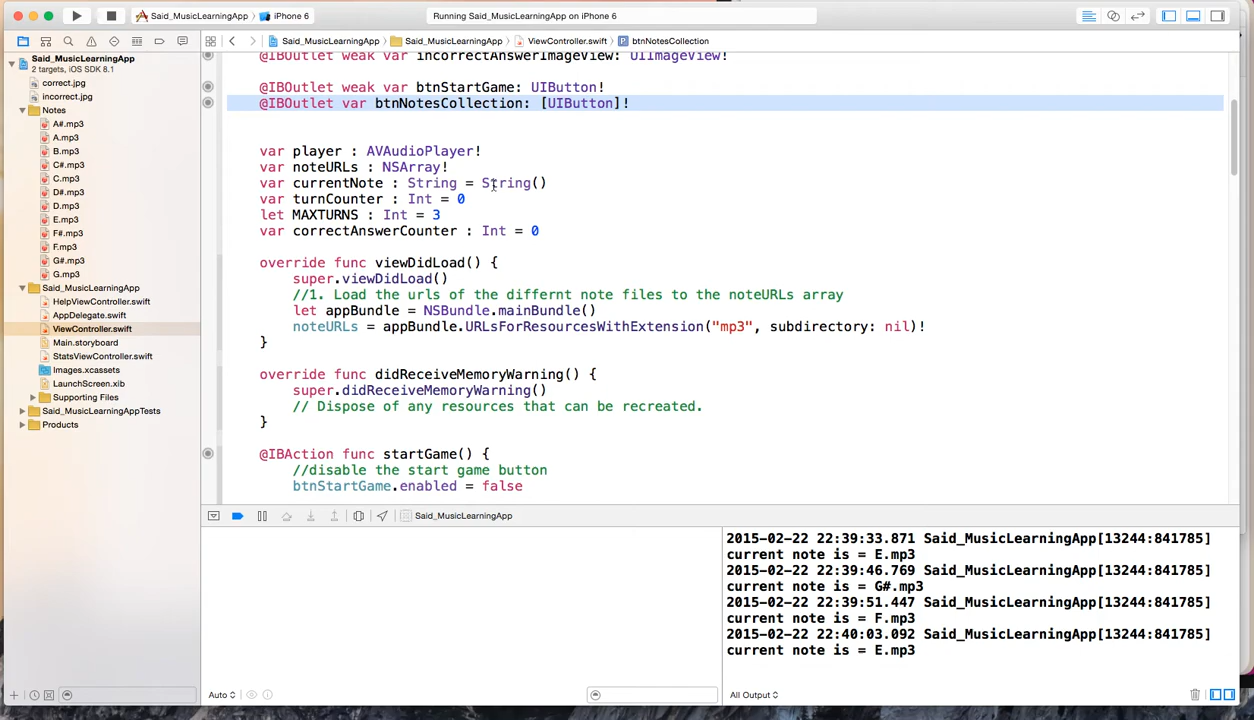 Said_MusicLearningApp
iPhone 6
Running Said_MusicLearningApp on iPhone 6
Said_MusicLearningApp
Said_MusicLearningApp
ViewController.swift
btnNotesCollection
Said_MusicLearningApp
2 targets, iOS SDK 8.1
correct.jpg
incorrect.jpg
Notes
A#.mp3
A.mp3
B.mp3
C#.mp3
C.mp3
D#.mp3
D.mp3
E.mp3
F#.mp3
F.mp3
G#.mp3
G.mp3
Said_MusicLearningApp
HelpViewController.swift
AppDelegate.swift
ViewController.swift
Main.storyboard
StatsViewController.swift
Images.xcassets
LaunchScreen.xib
Supporting Files
Said_MusicLearningAppTests
Products
@IBOutlet weak var incorrectAnswerImageView: UIImageView!
@IBOutlet weak var btnStartGame: UIButton!
@IBOutlet var btnNotesCollection: [UIButton]!
var player : AVAudioPlayer!
var noteURLs : NSArray!
var currentNote : String = String()
var turnCounter : Int = 0
let MAXTURNS : Int = 3
var correctAnswerCounter : Int = 0
override func viewDidLoad() {
super.viewDidLoad()
//1. Load the urls of the differnt note files to the noteURLs array
let appBundle = NSBundle.mainBundle()
noteURLs = appBundle.URLsForResourcesWithExtension("mp3", subdirectory: nil)!
}
override func didReceiveMemoryWarning() {
super.didReceiveMemoryWarning()
// Dispose of any resources that can be recreated.
}
@IBAction func startGame() {
//disable the start game button
btnStartGame.enabled = false
Said_MusicLearningApp
2015-02-22 22:39:33.871 Said_MusicLearningApp[13244:841785]
current note is = E.mp3
2015-02-22 22:39:46.769 Said_MusicLearningApp[13244:841785]
current note is = G#.mp3
2015-02-22 22:39:51.447 Said_MusicLearningApp[13244:841785]
current note is = F.mp3
2015-02-22 22:40:03.092 Said_MusicLearningApp[13244:841785]
current note is = E.mp3
Auto
All Output